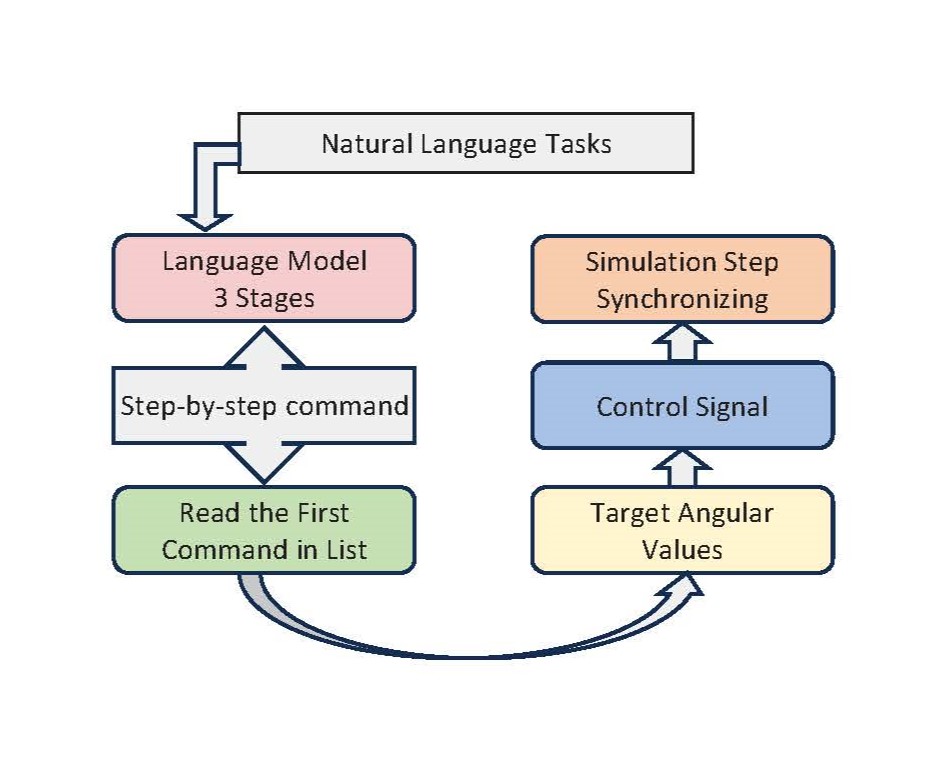 Natural Language Tasks
Language Model
3 Stages
Step-by-step command
Read the First
Command in List
Simulation Step
Synchronizing
Control Signal
Target Angular
Values